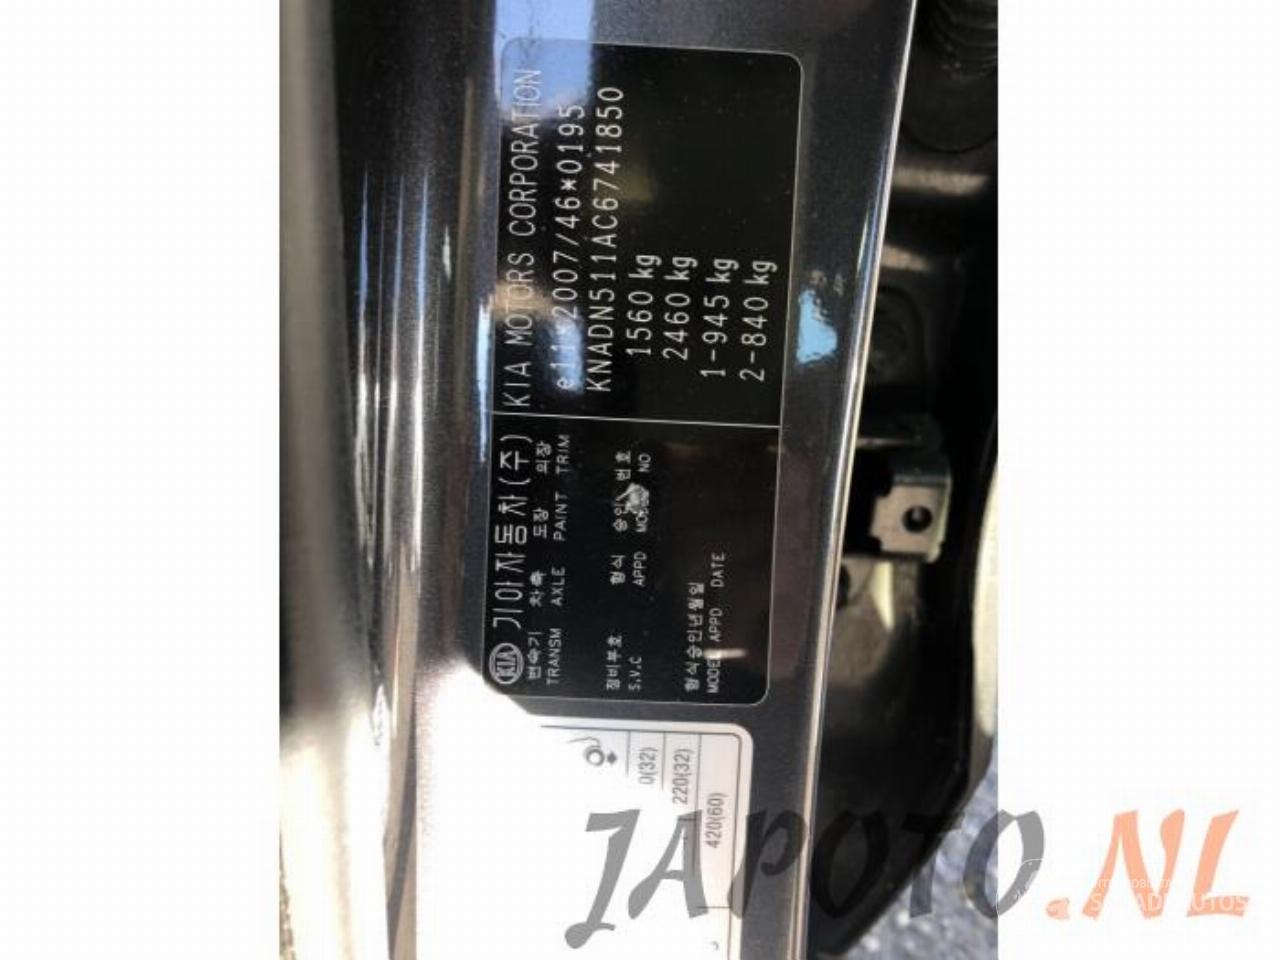 KIA 기아자동차(주) KIA MOTORS CORPORATION
변속기 차축 도장 의장
TRANSM AXLE PAINT TRIM
e11*2007/46*0195
KNADN511AC6741850
정비부호 형식 승인 번호
S.V.C APPD NO
1560 kg
2460 kg
형식승인년월일
MODEL APPD DATE
1-945 kg
2-840 kg
0(32)
220(32)
420(60)
JAPOTO.NL